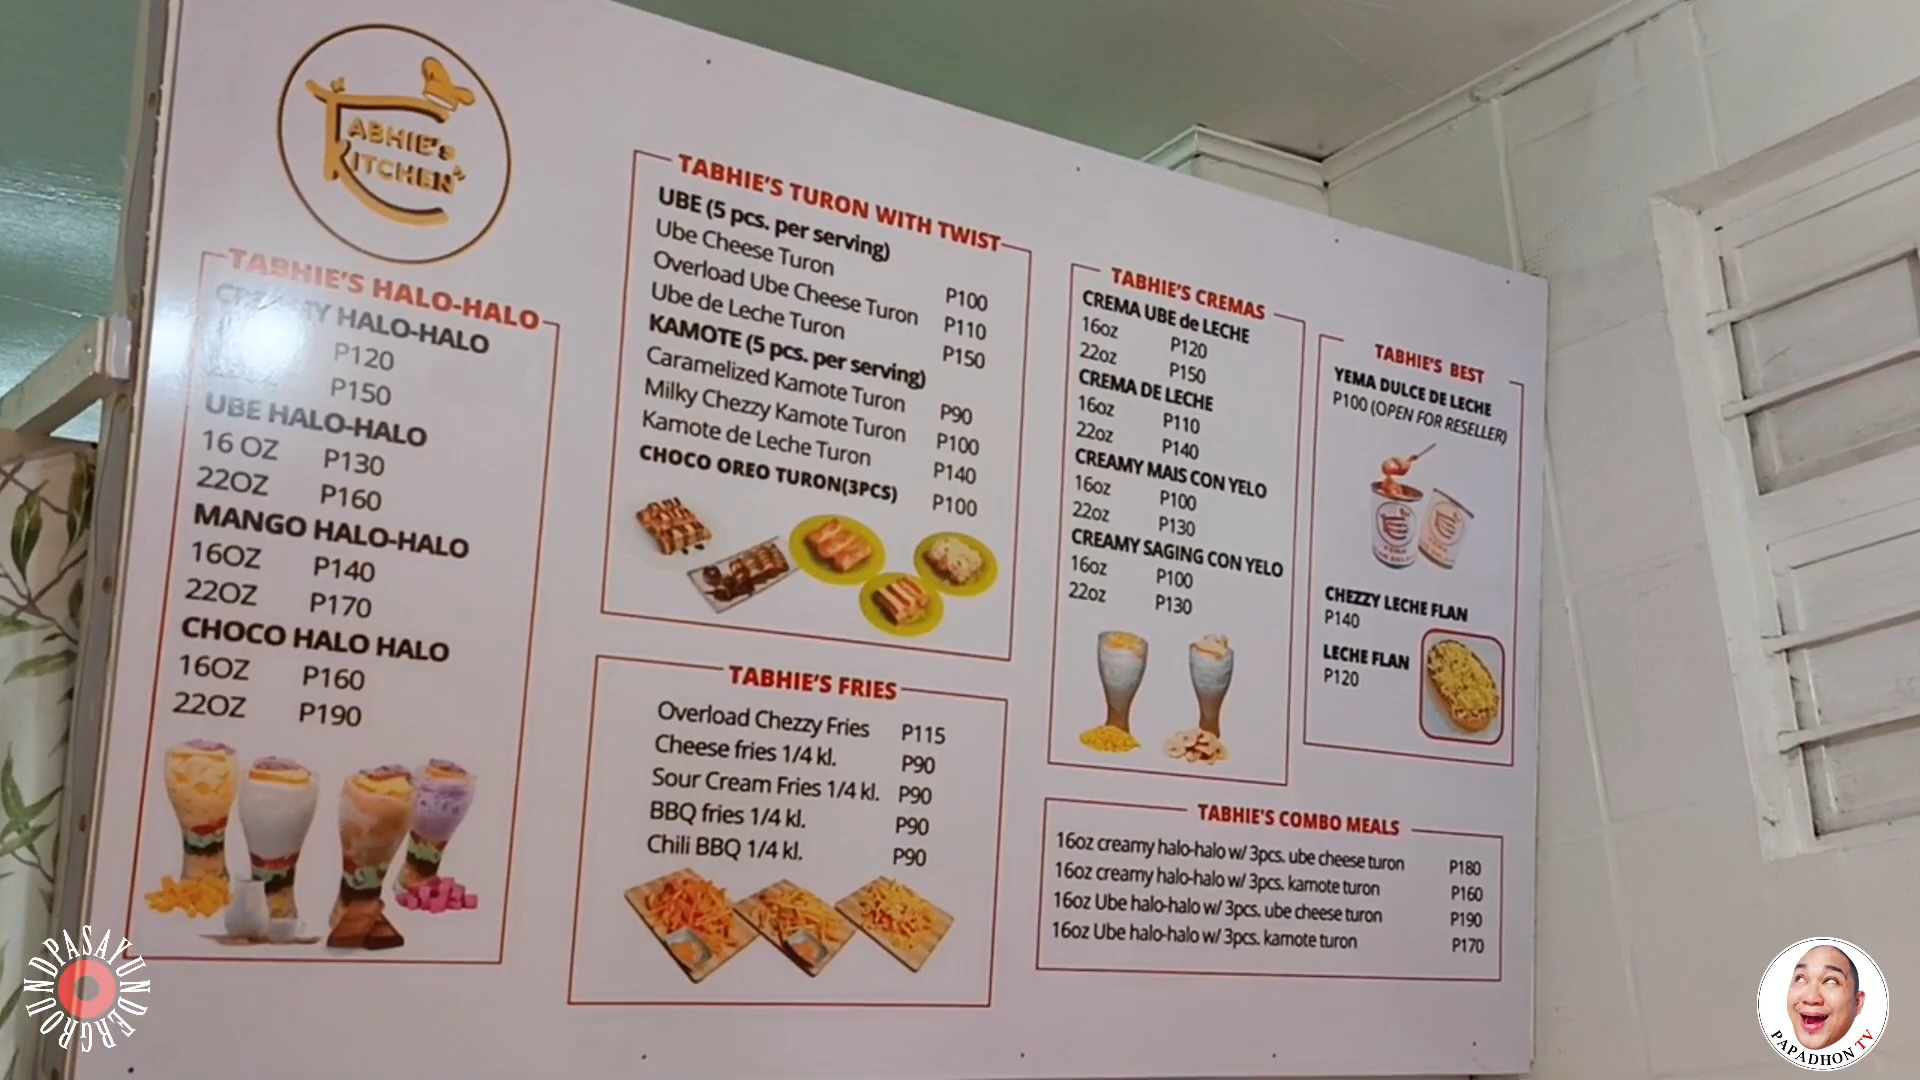 TABHIE's
KITCHEN
TABHIE'S HALO-HALO
HALO-HALO
P120
P150
UBE HALO-HALO
16 OZ P130
22OZ P160
MANGO HALO-HALO
16OZ P140
22OZ P170
CHOCO HALO HALO
16OZ P160
22OZ P190
TABHIE'S TURON WITH TWIST
UBE (5 pcs. per serving)
Ube Cheese Turon P100
Overload Ube Cheese Turon P110
Ube de Leche Turon P150
KAMOTE (5 pcs. per serving)
Caramelized Kamote Turon P90
Milky Chezzy Kamote Turon P100
Kamote de Leche Turon P140
CHOCO OREO TURON(3PCS) P100
TABHIE'S FRIES
Overload Chezzy Fries P115
Cheese fries 1/4 kl. P90
Sour Cream Fries 1/4 kl. P90
BBQ fries 1/4 kl. P90
Chili BBQ 1/4 kl. P90
TABHIE'S CREMAS
CREMA UBE de LECHE
16oz P120
22oz P150
CREMA DE LECHE
16oz P110
22oz P140
CREAMY MAIS CON YELO
16oz P100
22oz P130
CREAMY SAGING CON YELO
16oz P100
22oz P130
TABHIE'S BEST
YEMA DULCE DE LECHE
P100 (OPEN FOR RESELLER)
CHEZZY LECHE FLAN
P140
LECHE FLAN
P120
TABHIE'S COMBO MEALS
16oz creamy halo-halo w/ 3pcs. ube cheese turon P180
16oz creamy halo-halo w/ 3pcs. kamote turon P160
16oz Ube halo-halo w/ 3pcs. ube cheese turon P190
16oz Ube halo-halo w/ 3pcs. kamote turon P170
PASAYUNDERGROUND
PAPADHON TV